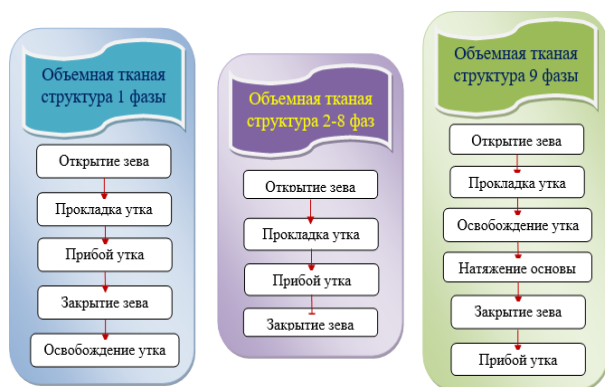 Объемная тканая
структура 1 фазы
Открытие зева
Прокладка утка
Прибой утка
Закрытие зева
Освобождение утка
Объемная тканая
структура 2-8 фаз
Открытие зева
Прокладка утка
Прибой утка
Закрытие зева
Объемная тканая
структура 9 фазы
Открытие зева
Прокладка утка
Освобождение утка
Натяжение основы
Закрытие зева
Прибой утка